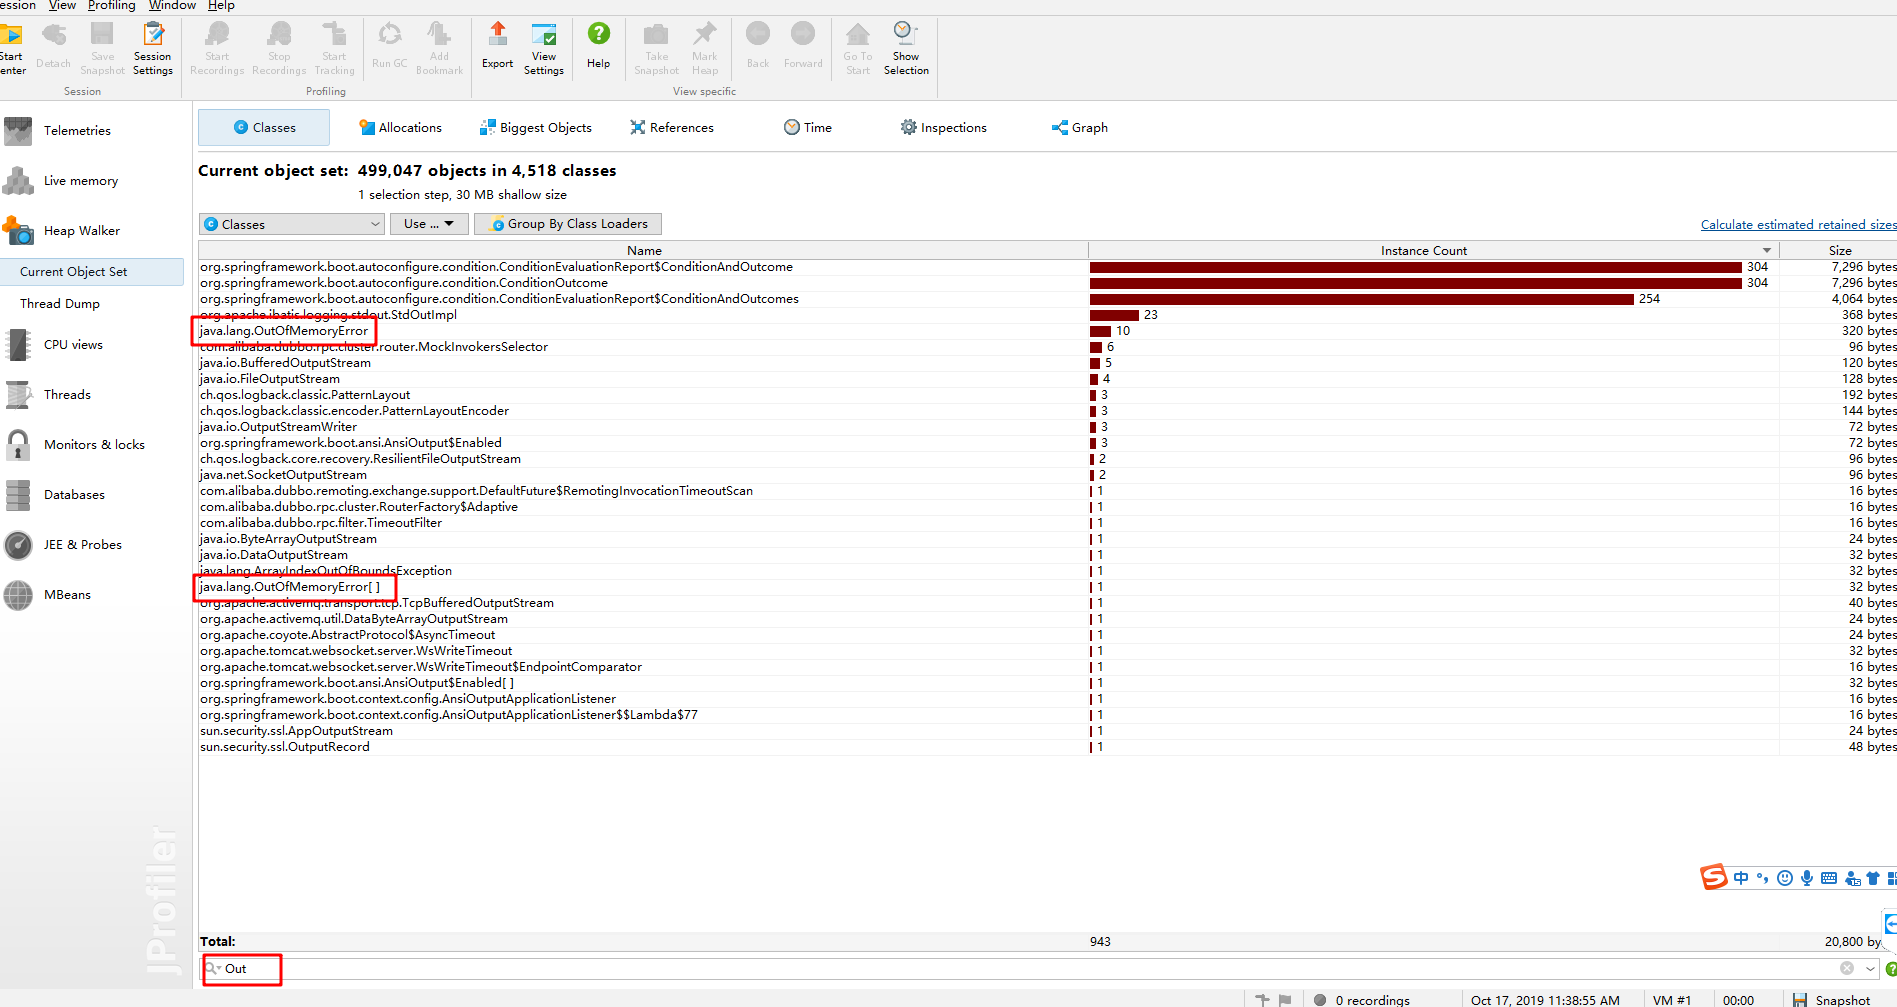 ession View Profiling Window Help
Start
enter
Detach
Save
Snapshot
Session
Settings
Start
Recordings
Stop
Recordings
Start
Tracking
Run GC
Add
Bookmark
Export
View
Settings
Help
Take
Snapshot
Mark
Heap
Back
Forward
Go To
Start
Show
Selection
Session
Profiling
View specific
Telemetries
Live memory
Heap Walker
Current Object Set
Thread Dump
CPU views
Threads
Monitors & locks
Databases
JEE & Probes
MBeans
JProfiler
Classes Allocations Biggest Objects References Time Inspections Graph
Current object set: 499,047 objects in 4,518 classes
1 selection step, 30 MB shallow size
Classes Use ... Group By Class Loaders Calculate estimated retained sizes
Name Instance Count Size
org.springframework.boot.autoconfigure.condition.ConditionEvaluationReport$ConditionAndOutcome 304 7,296 bytes
org.springframework.boot.autoconfigure.condition.ConditionOutcome 304 7,296 bytes
org.springframework.boot.autoconfigure.condition.ConditionEvaluationReport$ConditionAndOutcomes 254 4,064 bytes
org.apache.ibatis.logging.stdout.StdOutImpl 23 368 bytes
java.lang.OutOfMemoryError 10 320 bytes
com.alibaba.dubbo.rpc.cluster.router.MockInvokersSelector 6 96 bytes
java.io.BufferedOutputStream 5 120 bytes
java.io.FileOutputStream 4 128 bytes
ch.qos.logback.classic.PatternLayout 3 192 bytes
ch.qos.logback.classic.encoder.PatternLayoutEncoder 3 144 bytes
java.io.OutputStreamWriter 3 72 bytes
org.springframework.boot.ansi.AnsiOutput$Enabled 3 72 bytes
ch.qos.logback.core.recovery.ResilientFileOutputStream 2 96 bytes
java.net.SocketOutputStream 2 96 bytes
com.alibaba.dubbo.remoting.exchange.support.DefaultFuture$RemotingInvocationTimeoutScan 1 16 bytes
com.alibaba.dubbo.rpc.cluster.RouterFactory$Adaptive 1 16 bytes
com.alibaba.dubbo.rpc.filter.TimeoutFilter 1 16 bytes
java.io.ByteArrayOutputStream 1 24 bytes
java.io.DataOutputStream 1 32 bytes
java.lang.ArrayIndexOutOfBoundsException 1 32 bytes
java.lang.OutOfMemoryError[ ] 1 32 bytes
org.apache.activemq.transport.tcp.TcpBufferedOutputStream 1 40 bytes
org.apache.activemq.util.DataByteArrayOutputStream 1 24 bytes
org.apache.coyote.AbstractProtocol$AsyncTimeout 1 24 bytes
org.apache.tomcat.websocket.server.WsWriteTimeout 1 32 bytes
org.apache.tomcat.websocket.server.WsWriteTimeout$EndpointComparator 1 16 bytes
org.springframework.boot.ansi.AnsiOutput$Enabled[ ] 1 32 bytes
org.springframework.boot.context.config.AnsiOutputApplicationListener 1 16 bytes
org.springframework.boot.context.config.AnsiOutputApplicationListener$$Lambda$77 1 16 bytes
sun.security.ssl.AppOutputStream 1 24 bytes
sun.security.ssl.OutputRecord 1 48 bytes
S 中
Total: 943 20,800 by
Out
0 recordings Oct 17, 2019 11:38:55 AM VM #1 00:00 Snapshot